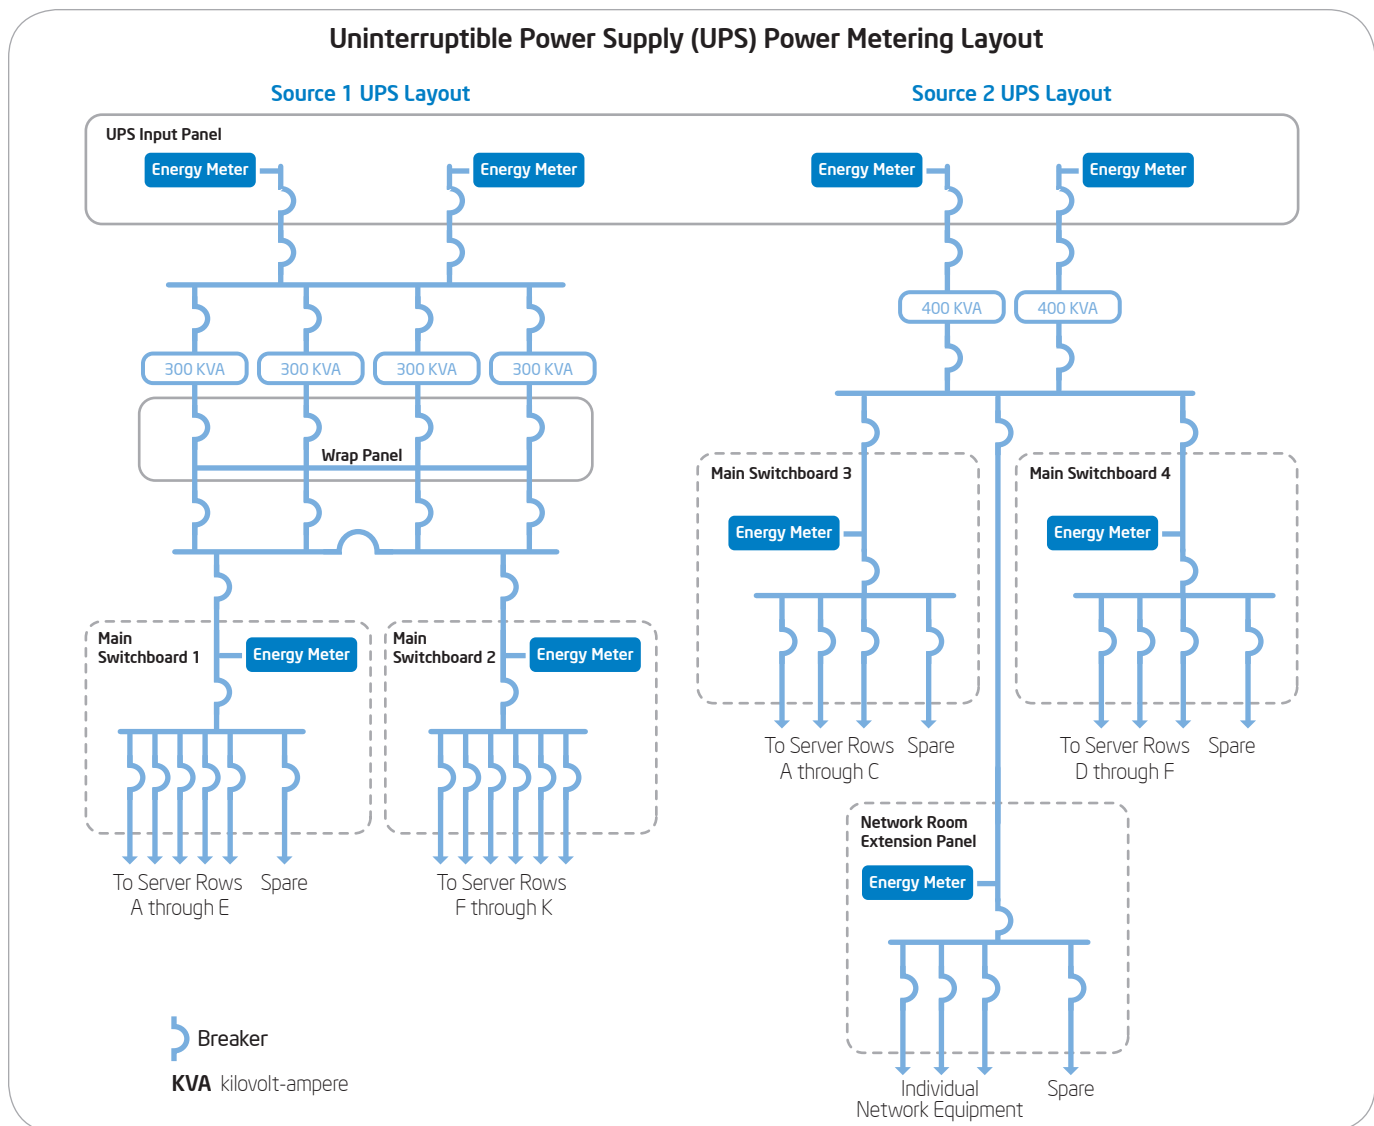 Uninterruptible Power Supply (UPS) Power Metering Layout
Source 1 UPS Layout
Source 2 UPS Layout
UPS Input Panel
Energy Meter
Energy Meter
Energy Meter
Energy Meter
400 KVA
400 KVA
300 KVA
300 KVA
300 KVA
300 KVA
Wrap Panel
Main Switchboard 3
Energy Meter
Main Switchboard 4
Energy Meter
Main
Switchboard 1
Energy Meter
Main
Switchboard 2
Energy Meter
To Server Rows
A through C
Spare
To Server Rows
D through F
Spare
To Server Rows
A through E
Spare
To Server Rows
F through K
Network Room
Extension Panel
Energy Meter
Individual
Network Equipment
Spare
Breaker
KVA kilovolt-ampere